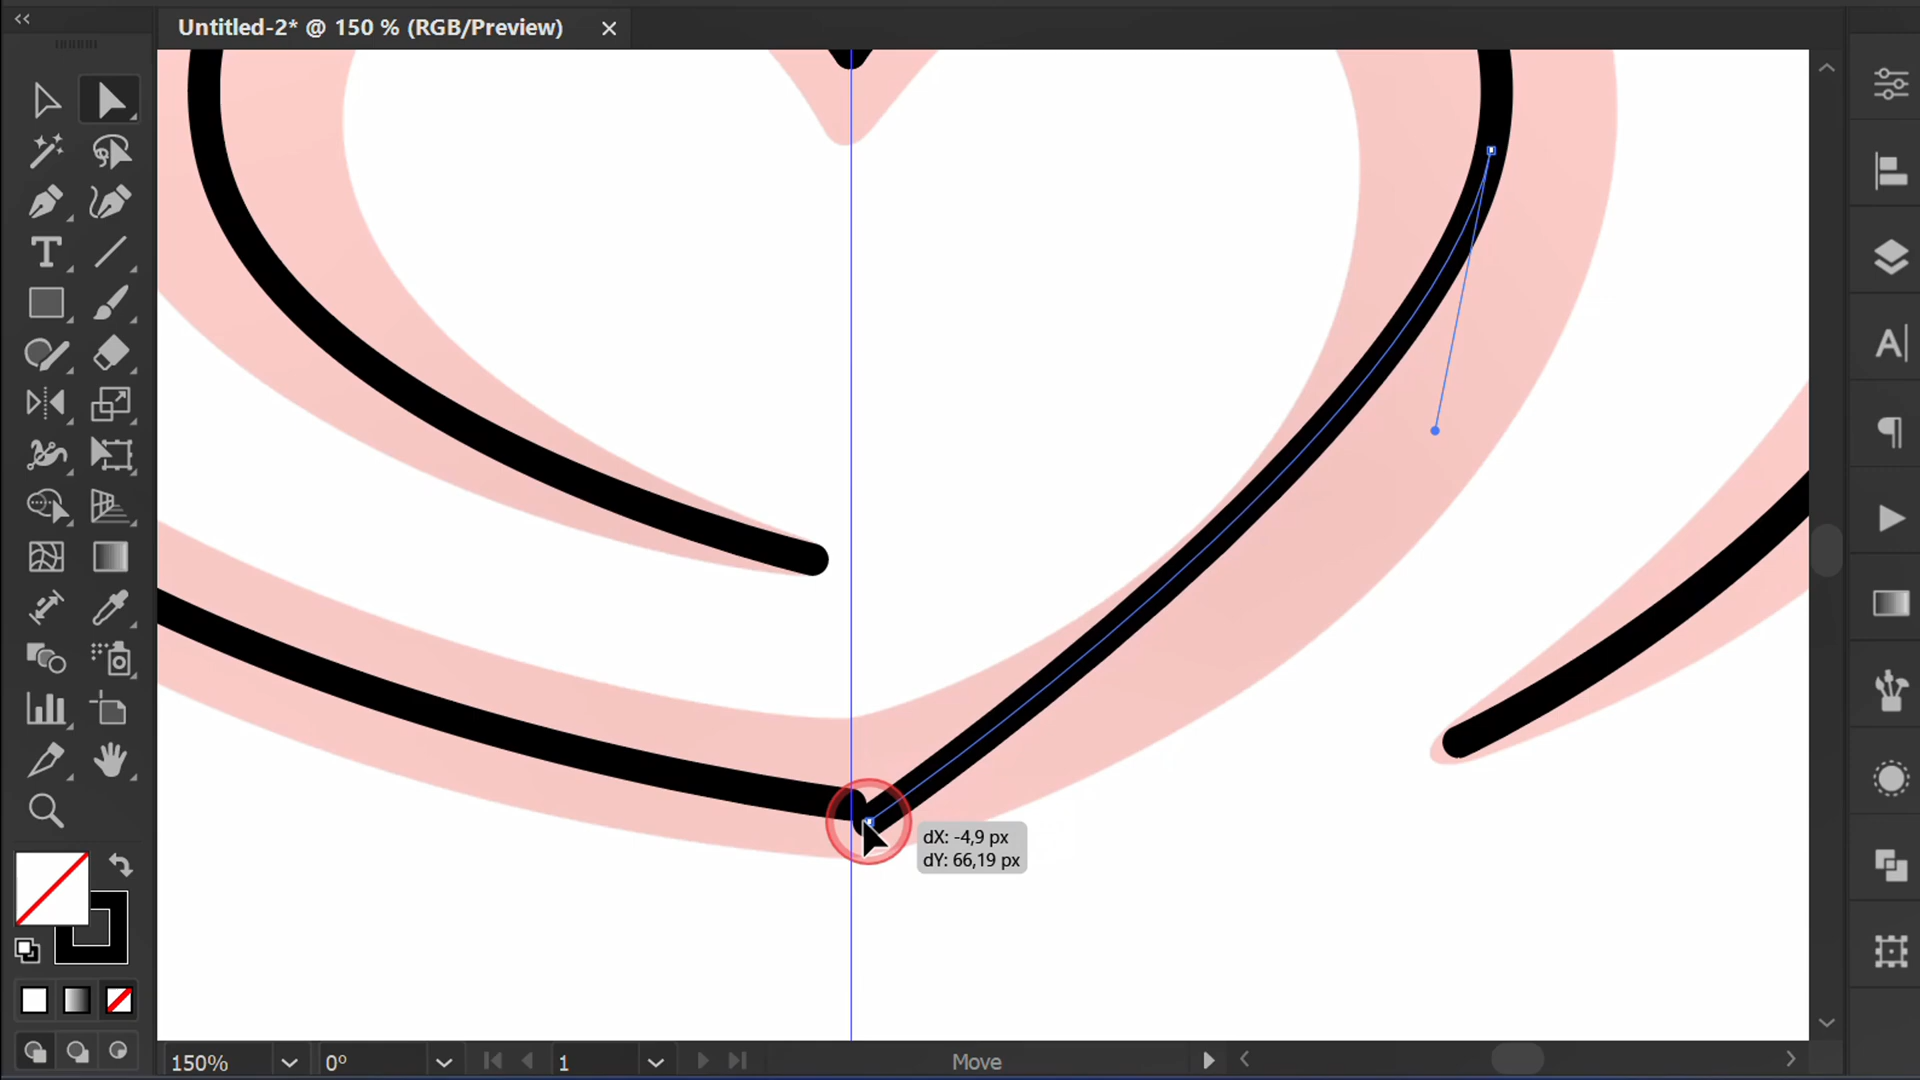 Untitled-2* @ 150 % (RGB/Preview)
dX: -4,9 px
dY: 66,19 px
150%
0°
1
Move